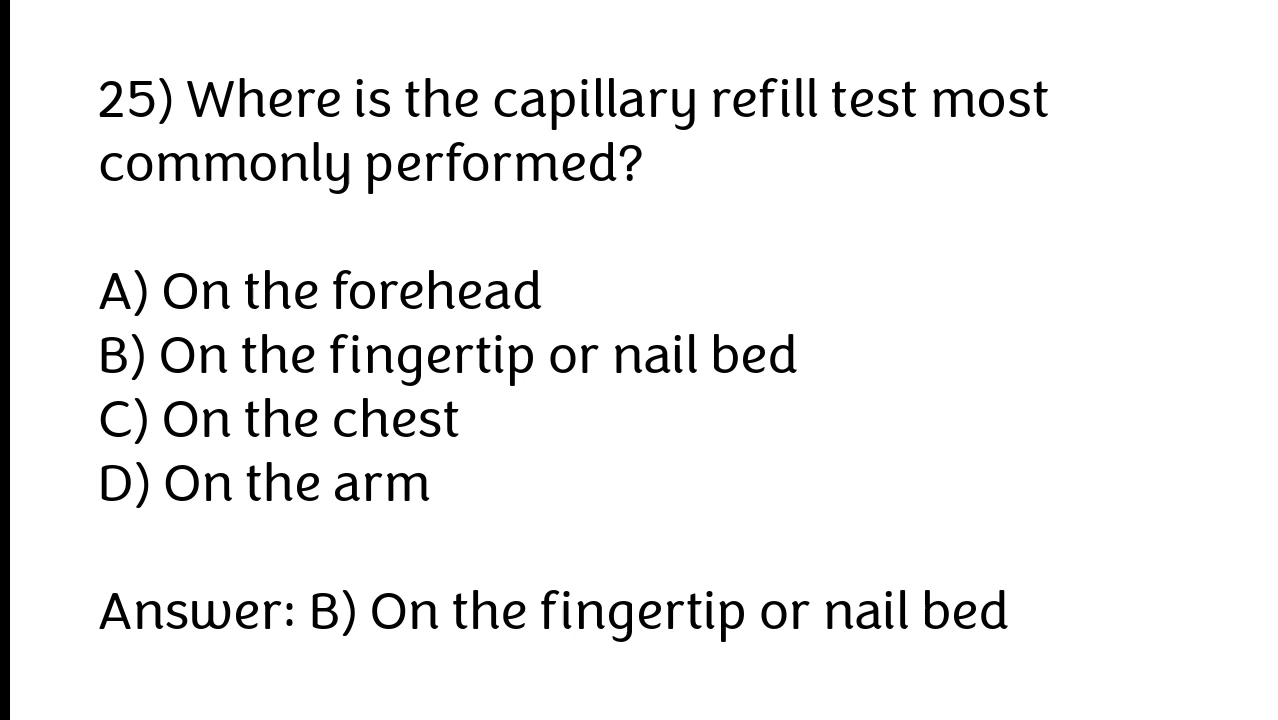 25) Where is the capillary refill test most
commonly performed?
A) On the forehead
B) On the fingertip or nail bed
C) On the chest
D) On the arm
Answer: B) On the fingertip or nail bed